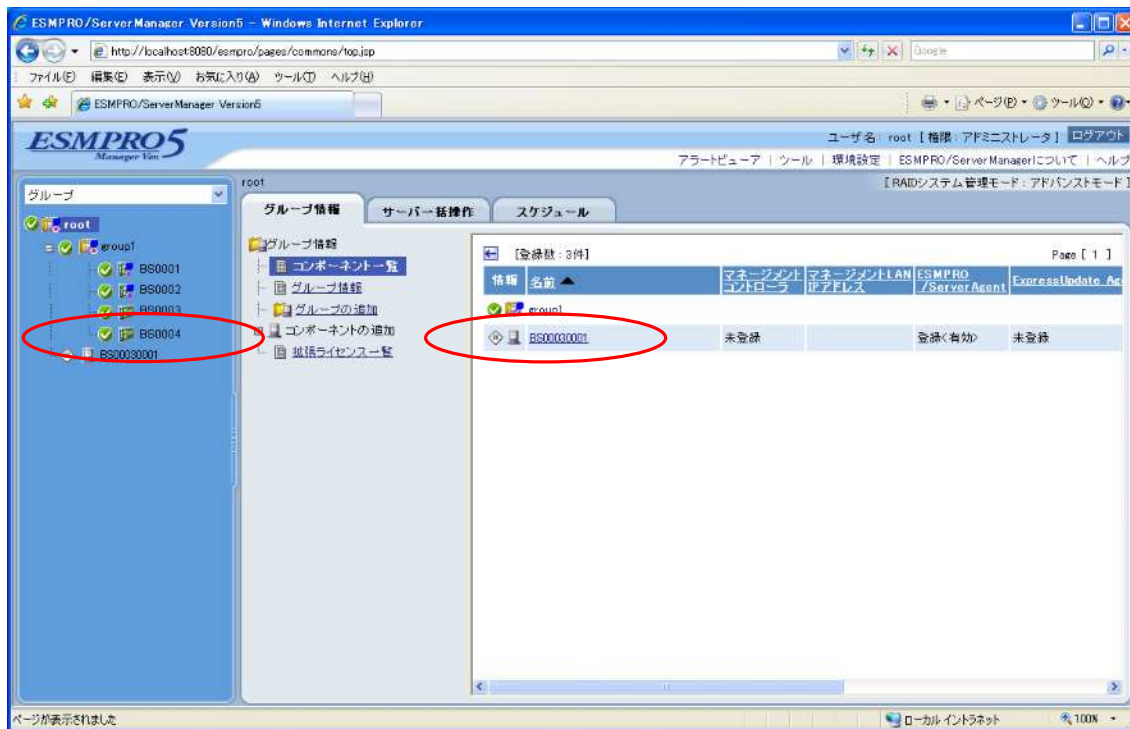 ESMPRO/ServerManager Version5 - Windows Internet Explorer
http://localhost:8080/esmpro/pages/commons/top.jsp
Google
ファイル(F) 編集(E) 表示(V) お気に入り(A) ツール(T) ヘルプ(H)
ESMPRO/ServerManager Version5
ページ(P) ツール(O)
ESMPRO5
Manager Ver.
ユーザ名 : root [ 権限 : アドミニストレータ ] ログアウト
アラートビューア | ツール | 環境設定 | ESMPRO/ServerManagerについて | ヘルプ
グループ
root
[ RAIDシステム管理モード : アドバンストモード ]
グループ情報 サーバ一括操作 スケジュール
root
group1
BS0001
BS0002
BS0003
BS0004
BS00030001
グループ情報
コンポーネント一覧
グループ情報
グループの追加
コンポーネントの追加
拡張ライセンス一覧
[登録数 : 3件]
Page [ 1 ]
情報 名前 マネージメントコントローラ マネージメントLAN IPアドレス ESMPRO/ServerAgent ExpressUpdate Ag
group1
BS00030001 未登録 登録<有効> 未登録
ページが表示されました
ローカル イントラネット
100%